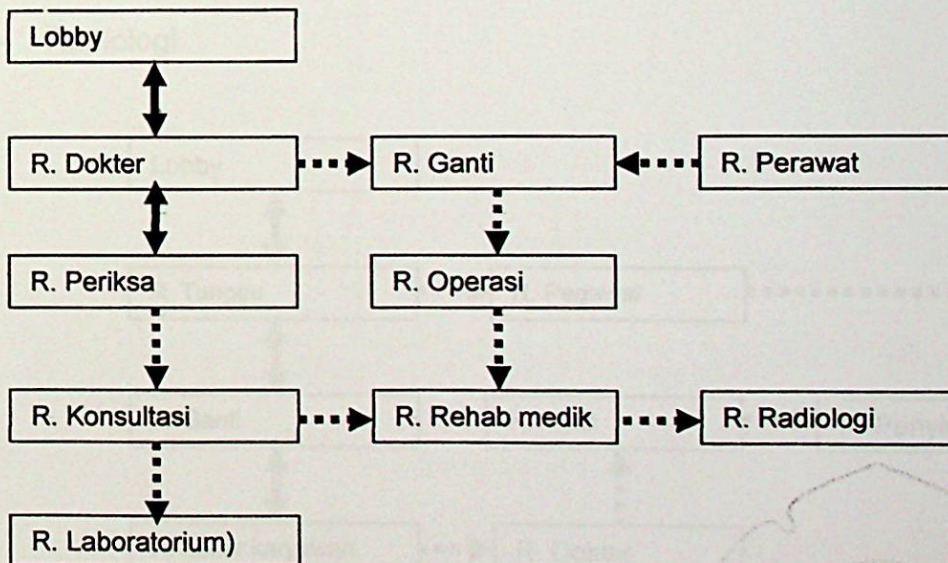 Lobby
R. Dokter
R. Ganti
R. Perawat
R. Periksa
R. Operasi
R. Konsultasi
R. Rehab medik
R. Radiologi
R. Laboratorium)